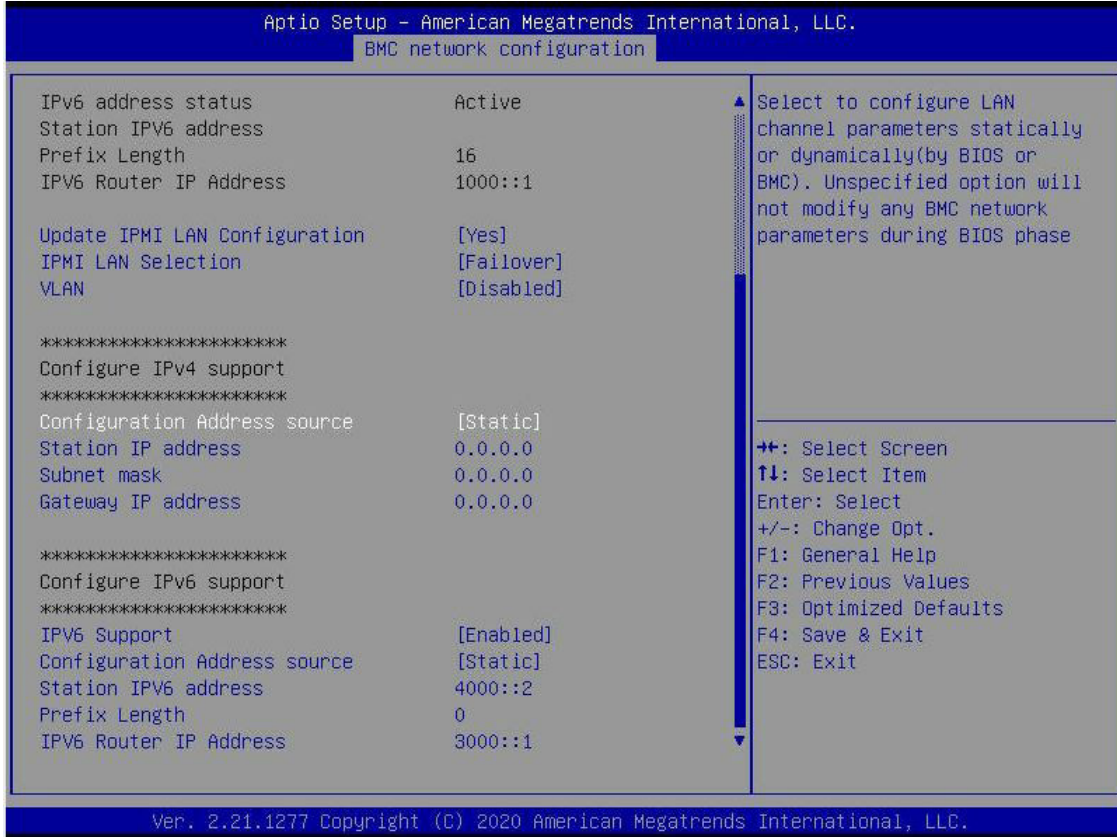 Aptio Setup – American Megatrends International, LLC.
BMC network configuration
IPv6 address status Active
Station IPV6 address
Prefix Length 16
IPV6 Router IP Address 1000::1
Update IPMI LAN Configuration [Yes]
IPMI LAN Selection [Failover]
VLAN [Disabled]
***********************
Configure IPv4 support
***********************
Configuration Address source [Static]
Station IP address 0.0.0.0
Subnet mask 0.0.0.0
Gateway IP address 0.0.0.0
***********************
Configure IPv6 support
***********************
IPV6 Support [Enabled]
Configuration Address source [Static]
Station IPV6 address 4000::2
Prefix Length 0
IPV6 Router IP Address 3000::1
Select to configure LAN
channel parameters statically
or dynamically(by BIOS or
BMC). Unspecified option will
not modify any BMC network
parameters during BIOS phase
→←: Select Screen
↑↓: Select Item
Enter: Select
+/-: Change Opt.
F1: General Help
F2: Previous Values
F3: Optimized Defaults
F4: Save & Exit
ESC: Exit
Ver. 2.21.1277 Copyright (C) 2020 American Megatrends International, LLC.